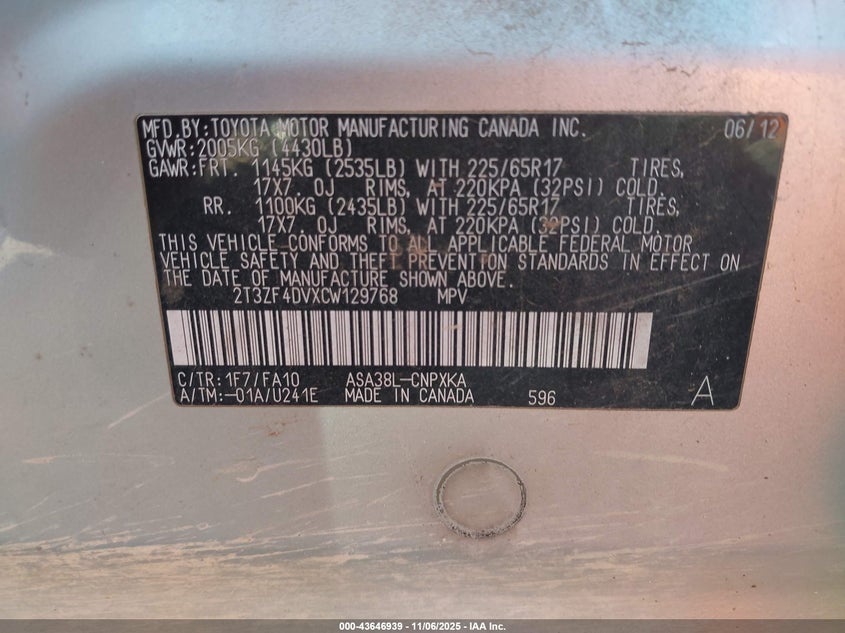 MFD.BY:TOYOTA MOTOR MANUFACTURING CANADA INC. 06/12
GVWR:2005KG (4430LB)
GAWR:FRT. 1145KG (2535LB) WITH 225/65R17 TIRES,
17X7.0J RIMS, AT 220KPA (32PSI) COLD.
RR. 1100KG (2435LB) WITH 225/65R17 TIRES,
17X7.0J RIMS, AT 220KPA (32PSI) COLD.
THIS VEHICLE CONFORMS TO ALL APPLICABLE FEDERAL MOTOR
VEHICLE SAFETY AND THEFT PREVENTION STANDARDS IN EFFECT ON
THE DATE OF MANUFACTURE SHOWN ABOVE.
2T3ZF4DVXCW129768 MPV
C/TR:1F7/FA10 ASA38L-CNPXKA
A/TM:-01A/U241E MADE IN CANADA 596 A
000-43646939 - 11/06/2025 - IAA Inc.